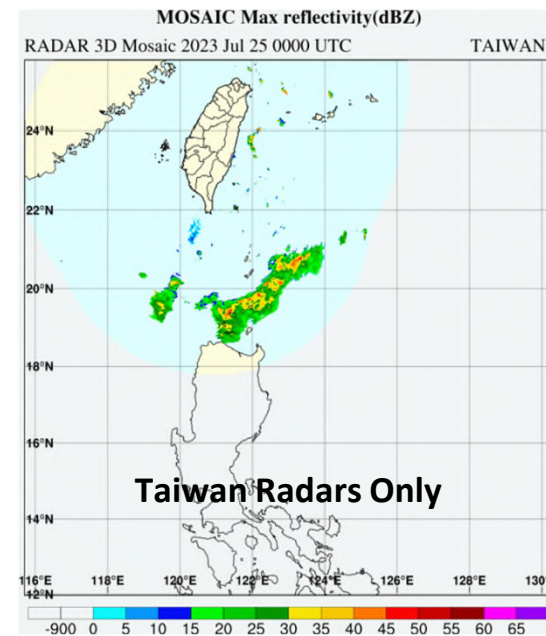 MOSAIC Max reflectivity(dBZ)
RADAR 3D Mosaic 2023 Jul 25 0000 UTC TAIWAN
24°N
22°N
20°N
18°N
16°N
Taiwan Radars Only
14°N
116°E 118°E 120°E 122°E 124°E 126°E 128°E 130
12°N
-900 0 5 10 15 20 25 30 35 40 45 50 55 60 65